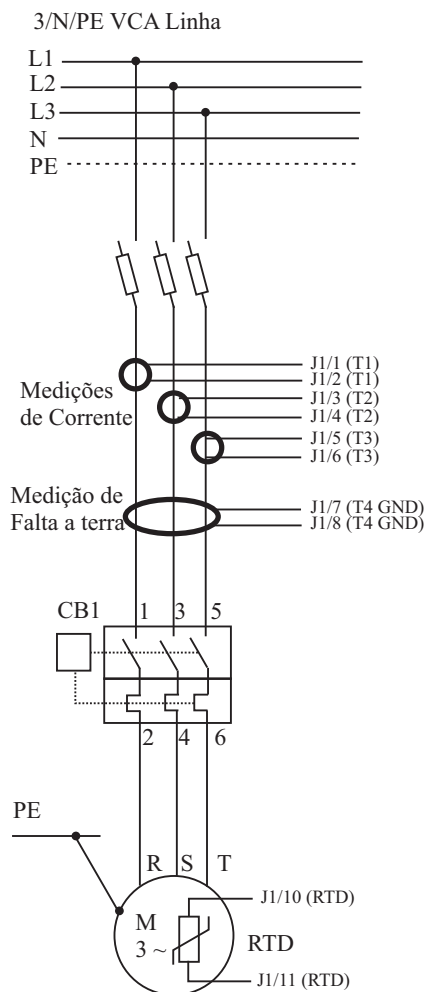 3/N/PE VCA Linha
L1
L2
L3
N
PE
J1/1 (T1)
J1/2 (T1)
Medições
de Corrente
J1/3 (T2)
J1/4 (T2)
J1/5 (T3)
J1/6 (T3)
Medição de
Falta a terra
J1/7 (T4 GND)
J1/8 (T4 GND)
CB1
1 3 5
2 4 6
PE
R S T
J1/10 (RTD)
M
3 ~
RTD
J1/11 (RTD)